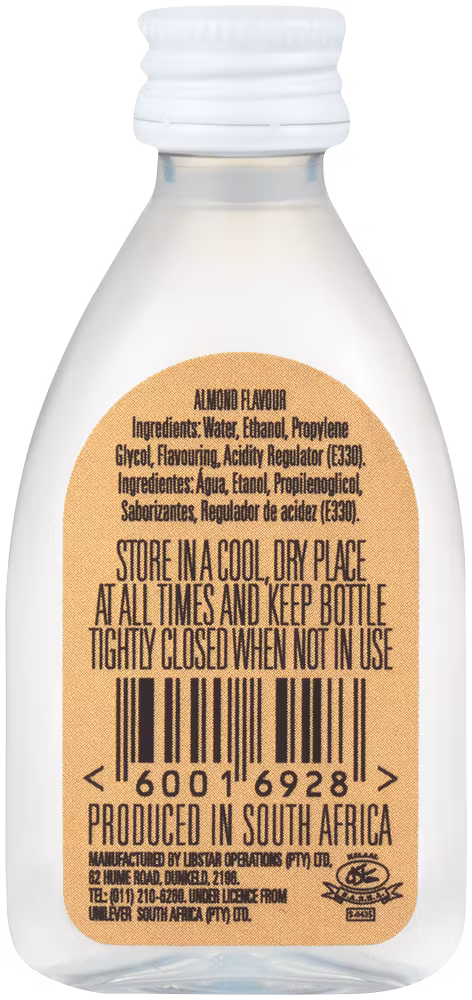 ALMOND FLAVOUR
Ingredients: Water, Ethanol, Propylene
Glycol, Flavouring, Acidity Regulator (E330).
Ingredientes: Água, Etanol, Propilenoglicol,
Saborizantes, Regulador de acidez (E330).
STORE IN A COOL, DRY PLACE
AT ALL TIMES AND KEEP BOTTLE
TIGHTLY CLOSED WHEN NOT IN USE
< 6001 6928 >
PRODUCED IN SOUTH AFRICA
MANUFACTURED BY LIBSTAR OPERATIONS (PTY) LTD,
62 HUME ROAD, DUNKELD, 2196.
TEL: (011) 210-6260. UNDER LICENCE FROM
UNILEVER SOUTH AFRICA (PTY) LTD.